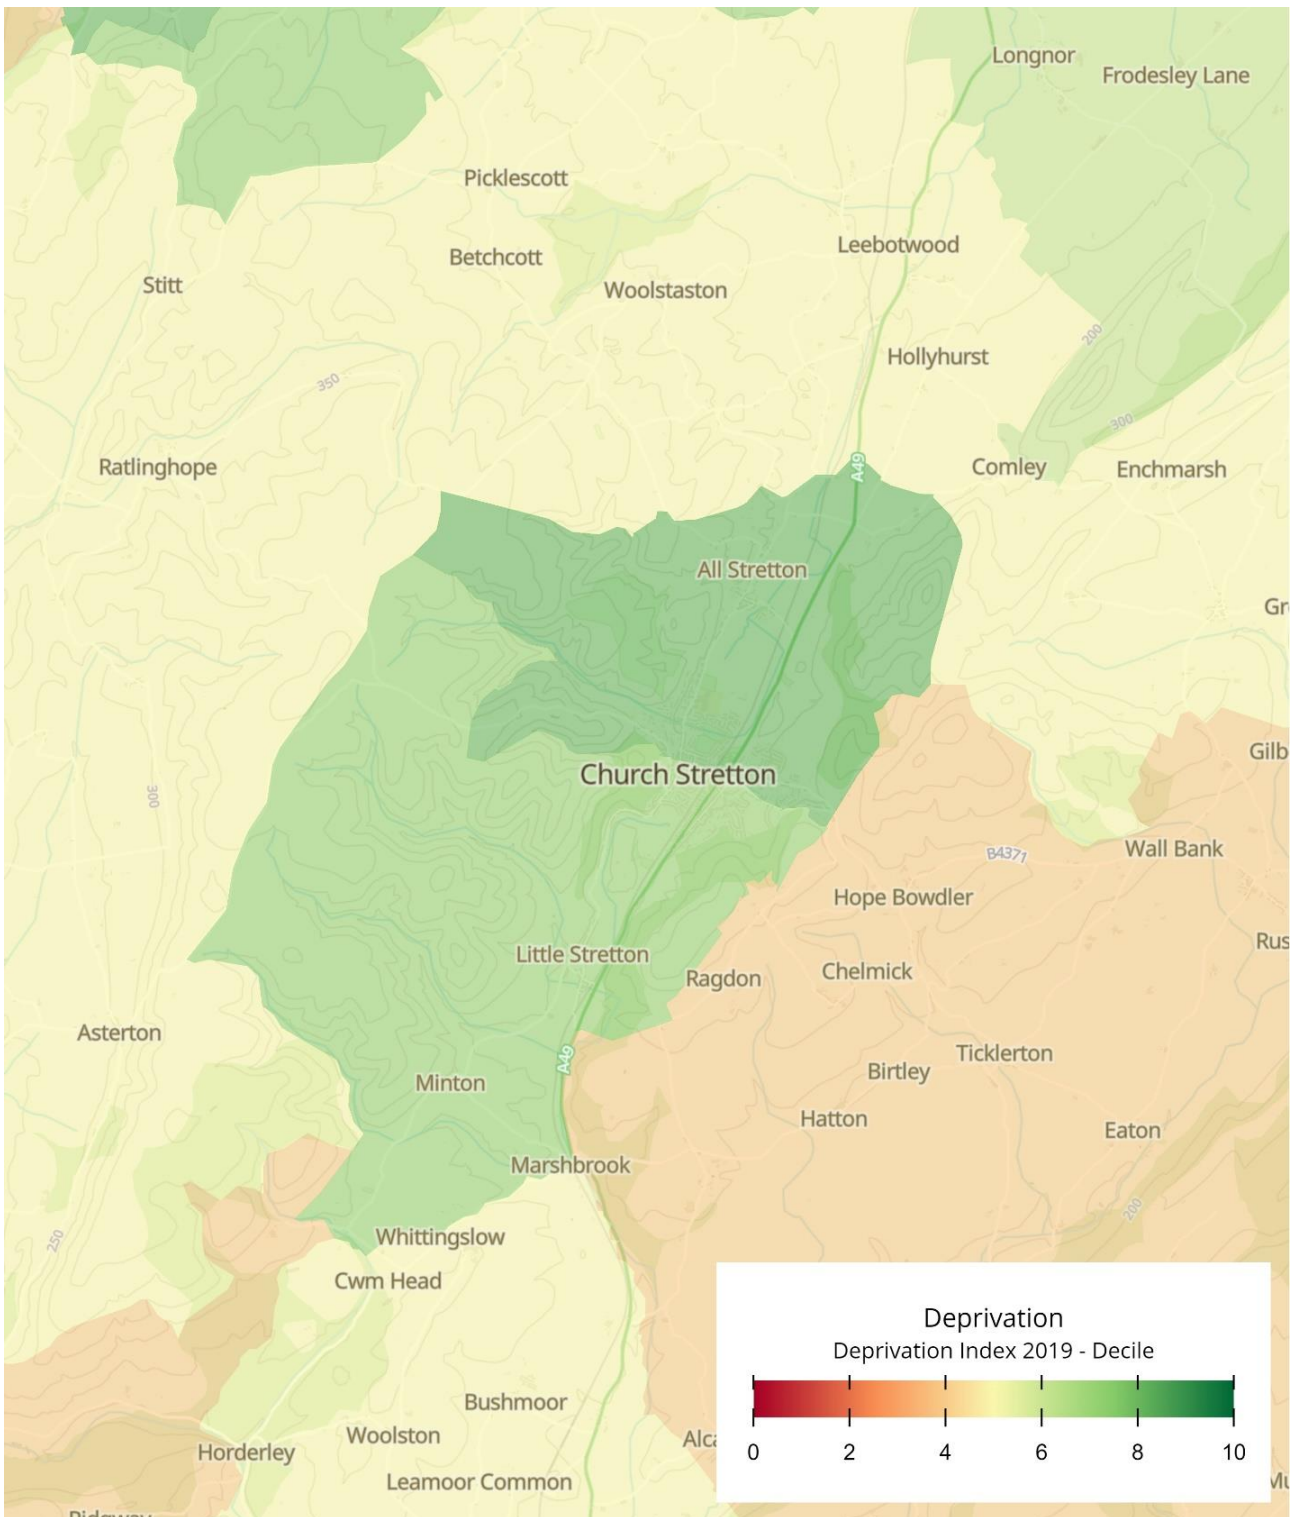 Longnor
Frodesley Lane
Picklescott
Leebotwood
Betchcott
Stitt
Woolstaston
200
Hollyhurst
350
300
A49
Ratlinghope
Comley
Enchmarsh
All Stretton
Gr
Gilb
Church Stretton
300
Wall Bank
B4371
Hope Bowdler
Rus
Little Stretton
Chelmick
Ragdon
Asterton
Ticklerton
A49
Birtley
Minton
Hatton
Eaton
Marshbrook
200
Whittingslow
250
Cwm Head
Deprivation
Deprivation Index 2019 - Decile
Bushmoor
Woolston
Alca
0 2 4 6 8 10
Horderley
Leamoor Common
Mu